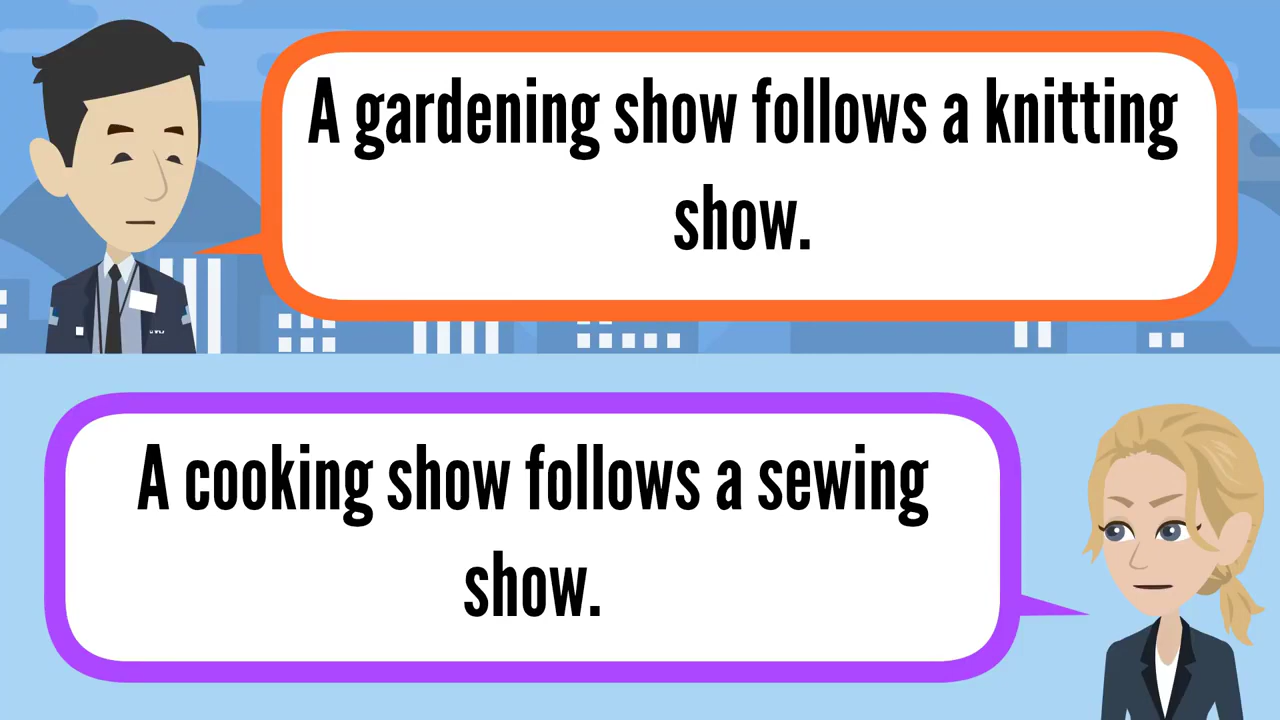 A gardening show follows a knitting
show.
A cooking show follows a sewing
show.